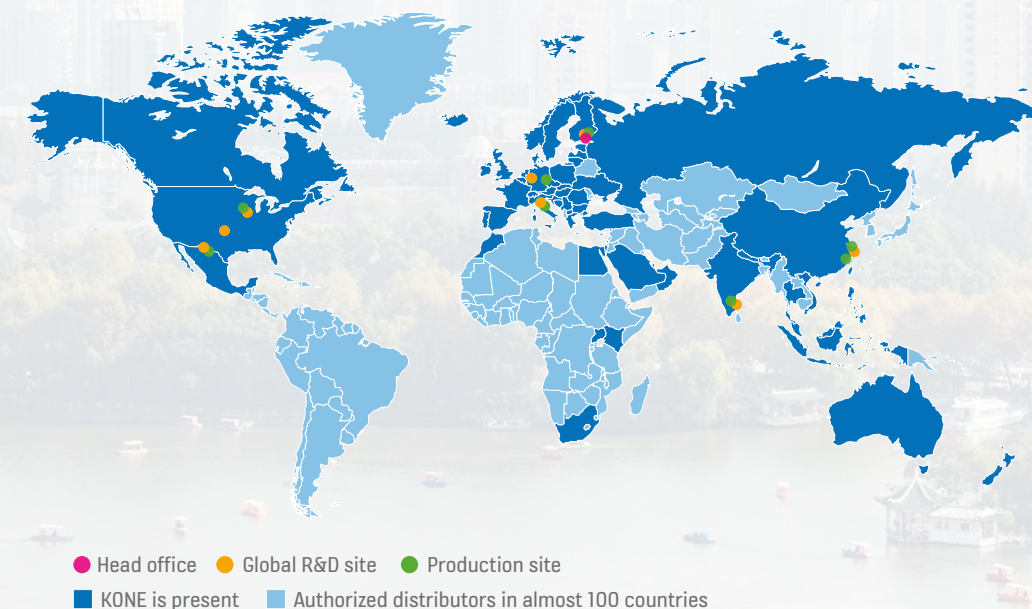 Head office Global R&D site Production site
KONE is present Authorized distributors in almost 100 countries